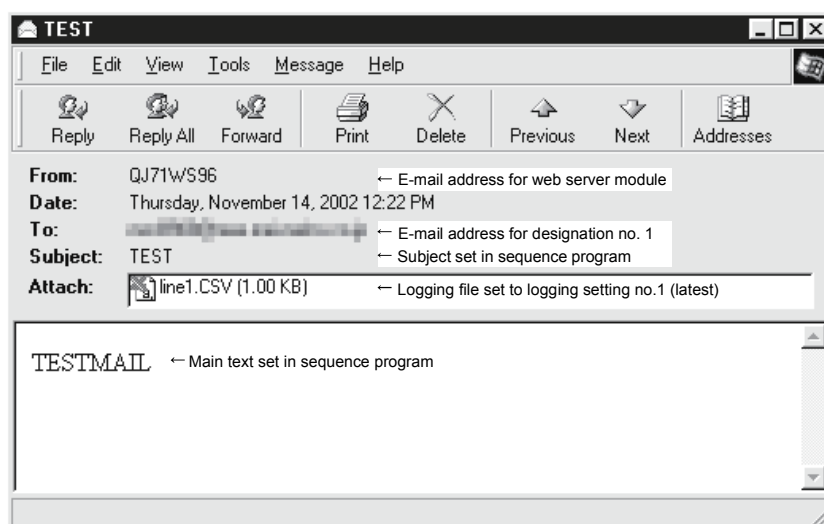 TEST
File Edit View Tools Message Help
Reply Reply All Forward Print Delete Previous Next Addresses
From: QJ71WS96 ← E-mail address for web server module
Date: Thursday, November 14, 2002 12:22 PM
To: ← E-mail address for designation no. 1
Subject: TEST ← Subject set in sequence program
Attach: line1.CSV (1.00 KB) ← Logging file set to logging setting no.1 (latest)
TESTMAIL ← Main text set in sequence program